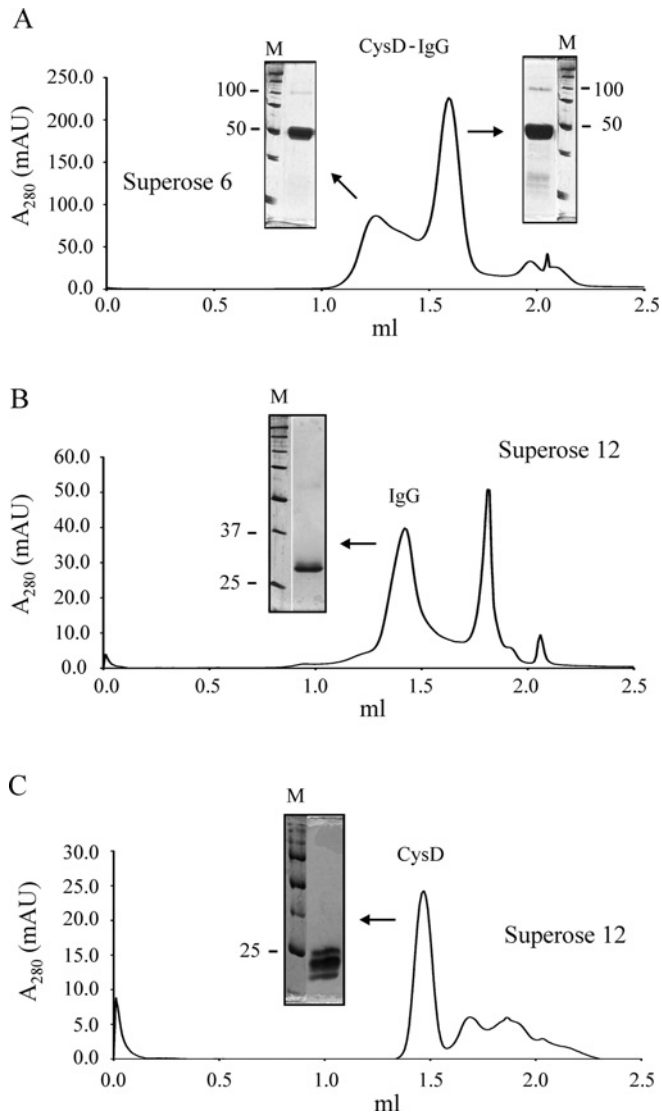 A
M
CysD-IgG
M
250.0
200.0
150.0
100.0
50.0
0.0
A280 (mAU)
100
50
100
50
Superose 6
0.0 1.0 1.5 2.0 2.5
ml
B
M
60.0
50.0
40.0
30.0
20.0
10.0
0.0
A280 (mAU)
37
25
IgG
Superose 12
0.0 0.5 1.0 1.5 2.0 2.5
ml
C
M
30.0
25.0
20.0
15.0
10.0
5.0
0.0
A280 (mAU)
25
CysD
Superose 12
0.0 0.5 1.0 1.5 2.0 2.5
ml